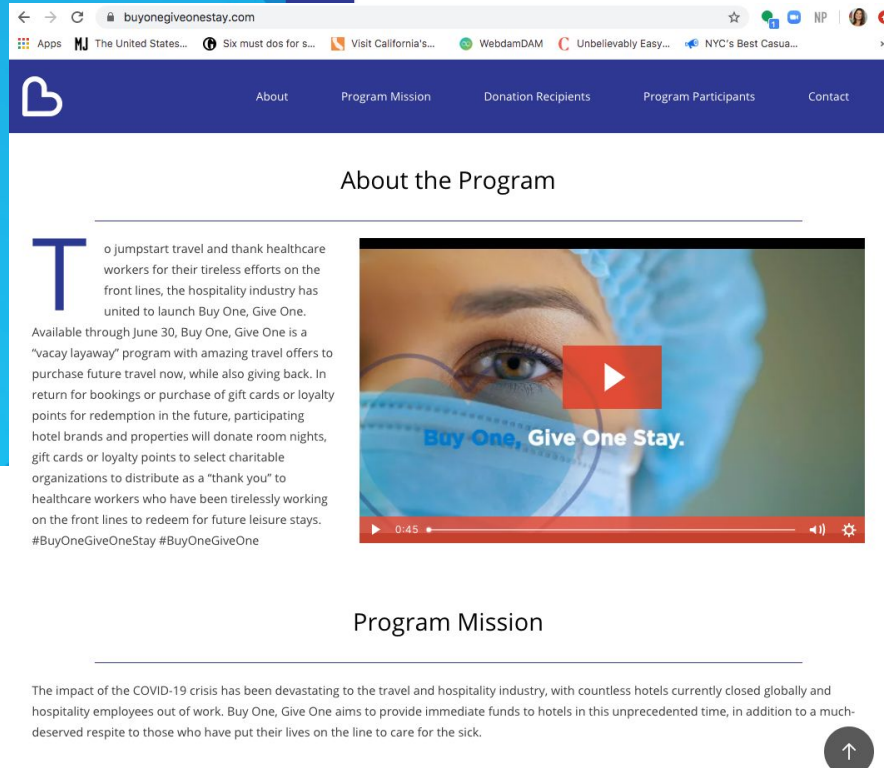 buyonegiveonestay.com
NP
Apps
The United States...
Six must dos for s...
Visit California's...
WebdamDAM
Unbelievably Easy...
NYC's Best Casua...
About
Program Mission
Donation Recipients
Program Participants
Contact
About the Program
To jumpstart travel and thank healthcare
workers for their tireless efforts on the
front lines, the hospitality industry has
united to launch Buy One, Give One.
Available through June 30, Buy One, Give One is a
“vacay layaway” program with amazing travel offers to
purchase future travel now, while also giving back. In
return for bookings or purchase of gift cards or loyalty
points for redemption in the future, participating
hotel brands and properties will donate room nights,
gift cards or loyalty points to select charitable
organizations to distribute as a “thank you” to
healthcare workers who have been tirelessly working
on the front lines to redeem for future leisure stays.
#BuyOneGiveOneStay #BuyOneGiveOne
Buy One, Give One Stay.
0:45
Program Mission
The impact of the COVID-19 crisis has been devastating to the travel and hospitality industry, with countless hotels currently closed globally and
hospitality employees out of work. Buy One, Give One aims to provide immediate funds to hotels in this unprecedented time, in addition to a much-
deserved respite to those who have put their lives on the line to care for the sick.